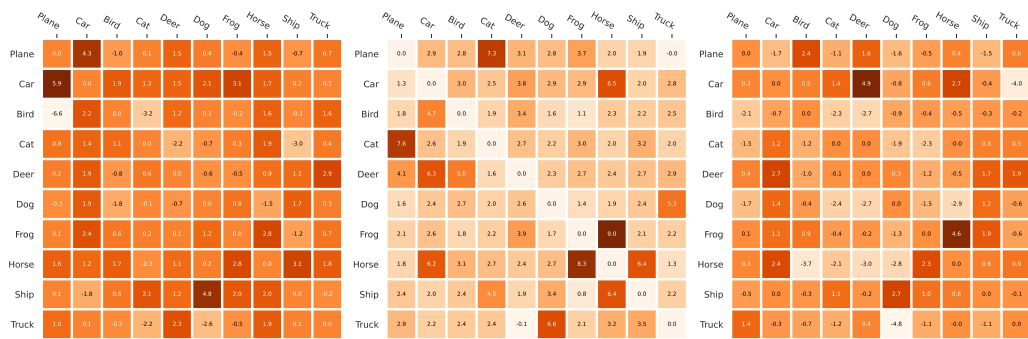 Plane Car Bird Cat Deer Dog Frog Horse Ship Truck
Plane 0.0 4.3 -1.0 0.1 1.5 0.4 -0.4 1.5 -0.7 0.7
Car 5.9 0.0 1.9 1.3 1.5 2.1 3.1 1.7 0.2 0.1
Bird -6.6 2.2 0.0 -3.2 1.2 0.1 -0.2 1.6 -0.1 1.6
Cat 0.8 1.4 1.1 0.0 -2.2 -0.7 0.3 1.9 -3.0 0.4
Deer 0.2 1.9 -0.8 0.6 0.0 -0.6 -0.5 0.9 1.1 2.9
Dog -0.3 1.9 -1.8 -0.1 -0.7 0.0 0.8 -1.5 1.7 0.3
Frog 0.1 2.4 0.6 0.2 0.1 1.2 0.0 2.8 -1.2 0.7
Horse 1.6 1.2 1.7 -0.3 1.1 0.2 2.8 0.0 3.1 1.8
Ship 0.1 -1.8 0.5 2.1 1.2 4.8 2.0 2.0 0.0 -0.2
Truck 1.0 0.1 -0.2 -2.2 2.3 -2.6 -0.5 1.9 0.1 0.0
Plane Car Bird Cat Deer Dog Frog Horse Ship Truck
Plane 0.0 2.9 2.8 7.3 3.1 2.8 3.7 2.0 1.9 -0.0
Car 1.3 0.0 3.0 2.5 3.8 2.9 2.9 6.5 2.0 2.8
Bird 1.8 4.7 0.0 1.9 3.4 1.6 1.1 2.3 2.2 2.5
Cat 7.6 2.6 1.9 0.0 2.7 2.2 3.0 2.0 3.2 2.0
Deer 4.1 6.3 5.0 1.6 0.0 2.3 2.7 2.4 2.7 2.9
Dog 1.6 2.4 2.7 2.0 2.6 0.0 1.4 1.9 2.4 5.3
Frog 2.1 2.6 1.8 2.2 3.9 1.7 0.0 9.0 2.1 2.2
Horse 1.8 6.2 3.1 2.7 2.4 2.7 8.3 0.0 6.4 1.3
Ship 2.4 2.0 2.4 4.5 1.9 3.4 0.8 6.4 0.0 2.2
Truck 2.9 2.2 2.4 2.4 -0.1 6.6 2.1 3.2 3.5 0.0
Plane Car Bird Cat Deer Dog Frog Horse Ship Truck
Plane 0.0 -1.7 2.4 -1.1 1.6 -1.6 -0.5 0.4 -1.5 0.6
Car 0.3 0.0 0.5 1.4 4.9 -0.8 0.6 2.7 -0.4 -4.0
Bird -2.1 -0.7 0.0 -2.3 -2.7 -0.9 -0.4 -0.5 -0.3 -0.2
Cat -1.5 1.2 -1.2 0.0 -1.0 -1.9 -2.3 -0.0 0.5 0.5
Deer 0.4 2.7 -1.0 -0.1 0.0 -0.9 -1.2 -0.5 1.7 1.9
Dog -1.7 1.4 -0.4 -2.4 -0.7 0.0 -1.5 -2.9 1.2 -0.6
Frog 0.1 1.1 0.9 -0.4 -0.2 -1.3 0.0 4.6 1.9 -0.6
Horse 0.3 2.4 -3.7 -2.1 -3.0 -2.8 2.3 0.0 0.6 0.9
Ship -0.5 0.0 -0.3 1.1 -0.2 2.7 1.0 0.6 0.0 -0.1
Truck 1.4 -0.3 -0.7 -1.2 0.4 -4.8 -1.1 -0.0 -1.1 0.0